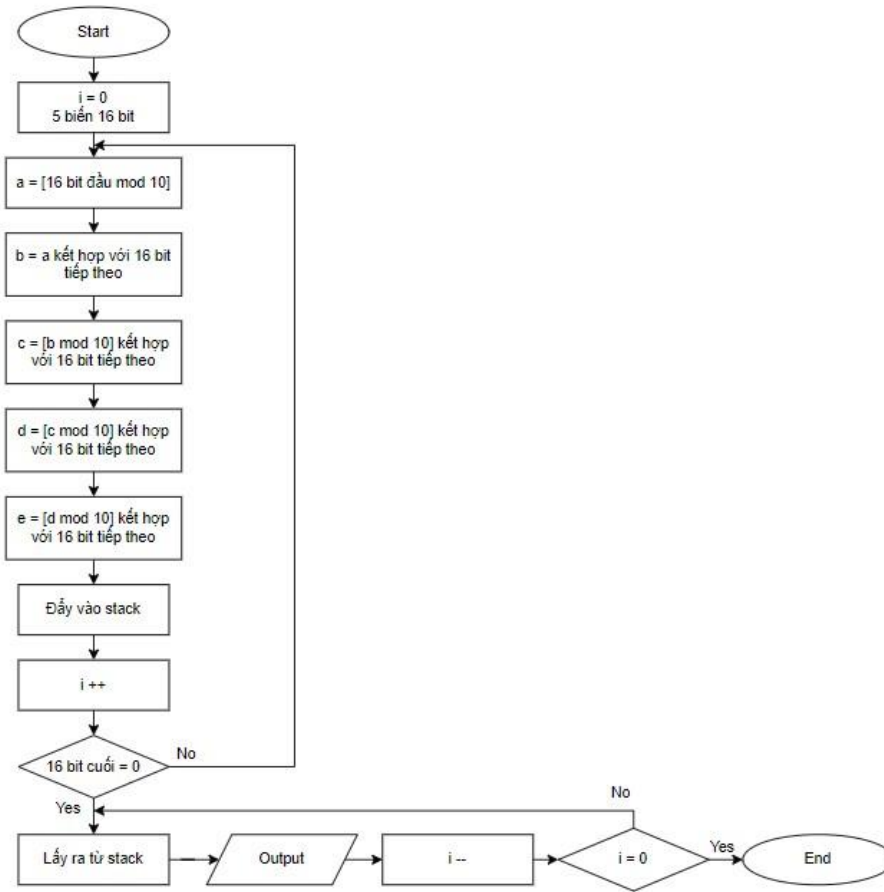 Start
i = 0
5 biến 16 bit
a = [16 bit đầu mod 10]
b = a kết hợp với 16 bit
tiếp theo
c = [b mod 10] kết hợp
với 16 bit tiếp theo
d = [c mod 10] kết hợp
với 16 bit tiếp theo
e = [d mod 10] kết hợp
với 16 bit tiếp theo
Đẩy vào stack
i ++
16 bit cuối = 0
No
Yes
No
Lấy ra từ stack
Output
i --
i = 0
Yes
End